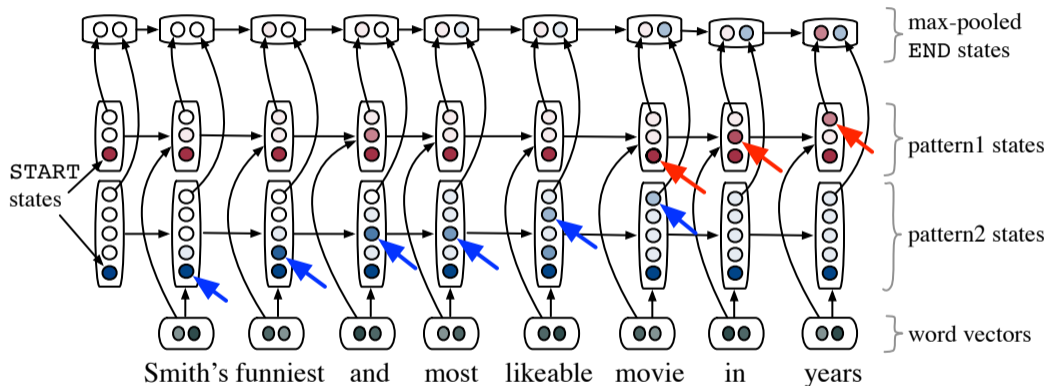 max-pooled
END states
pattern1 states
START
states
pattern2 states
word vectors
Smith's funniest and most likeable movie in years